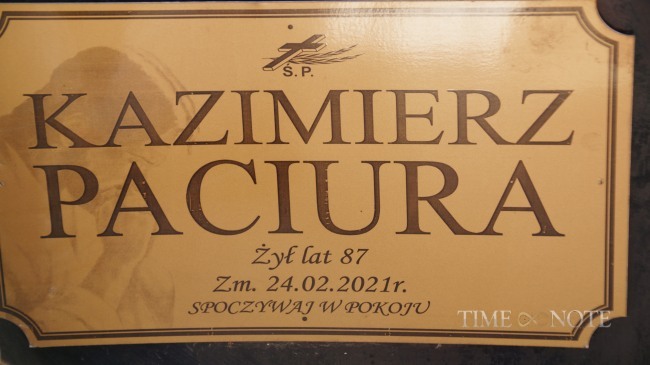 Ś.P.
KAZIMIERZ
PACIURA
Żył lat 87
Zm. 24.02.2021r.
SPOCZYWAJ W POKOJU
TIME NOTE